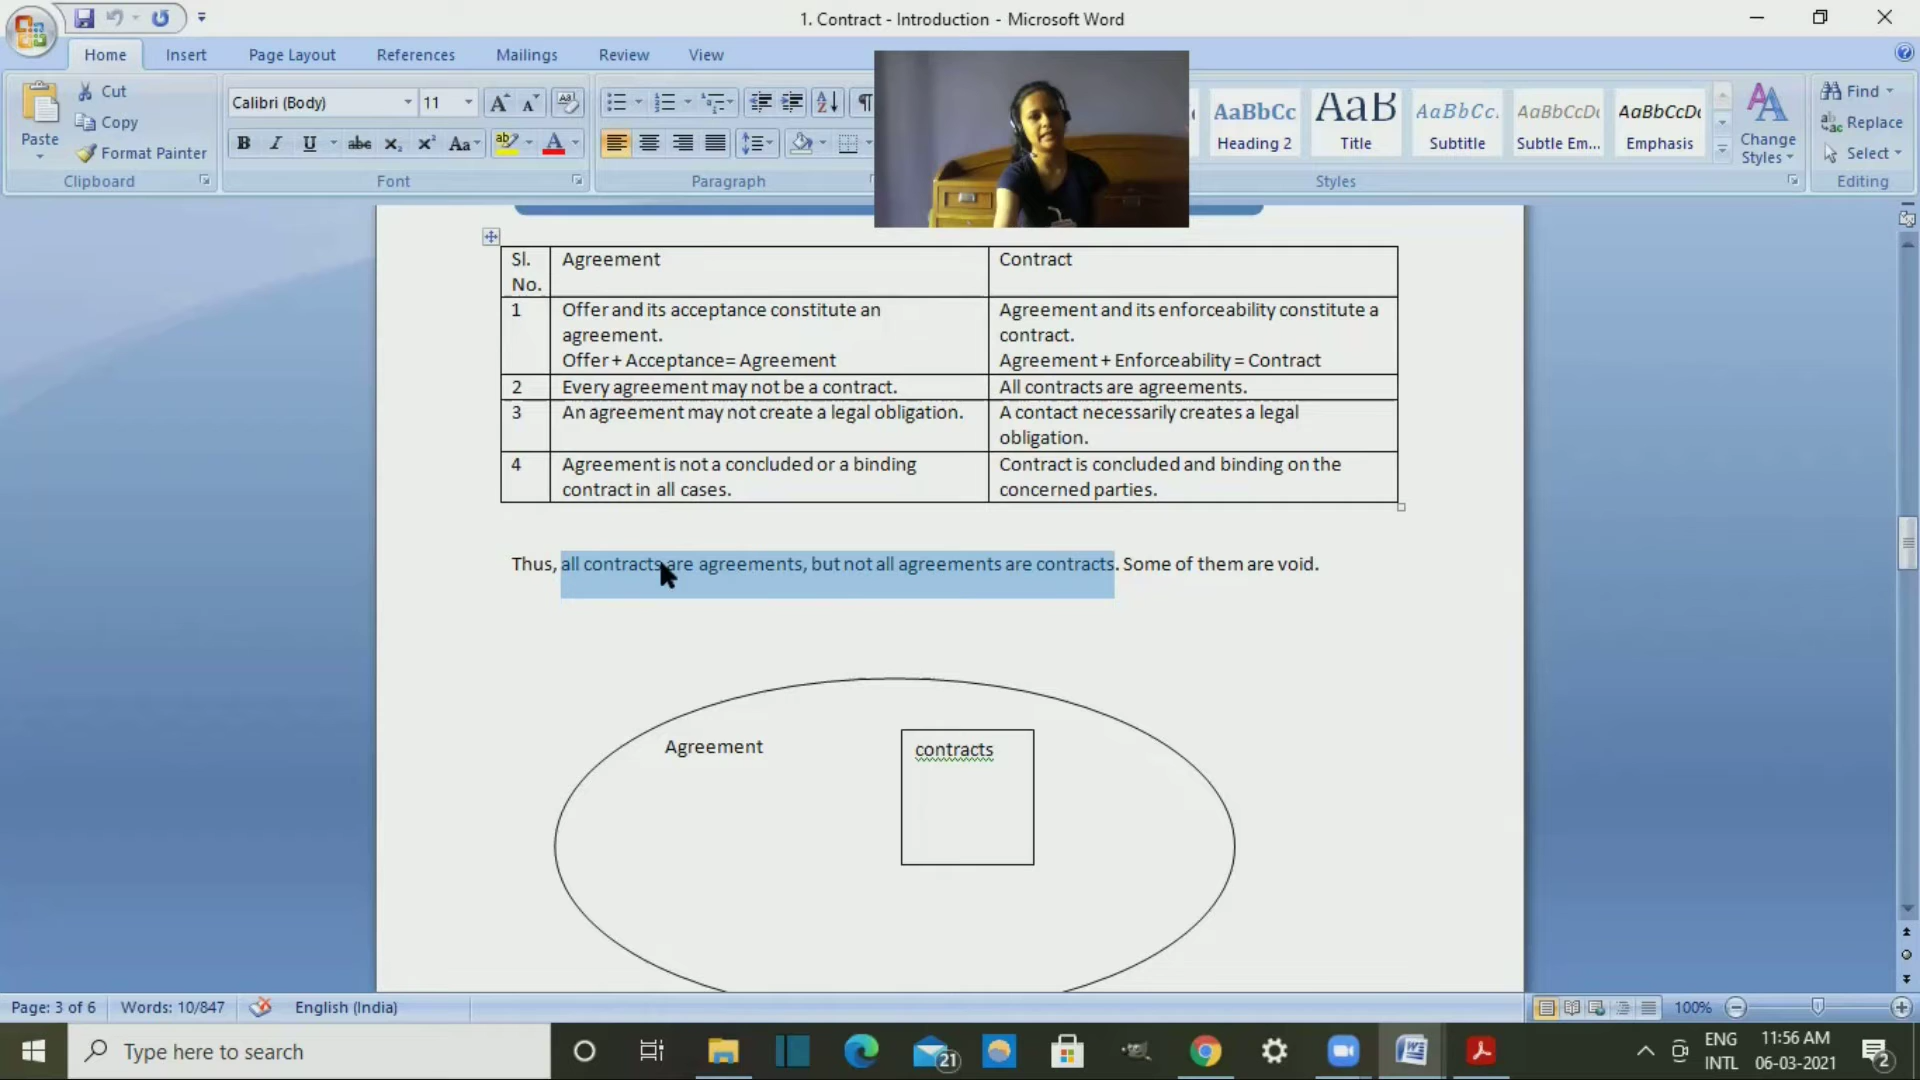 1. Contract - Introduction - Microsoft Word
Home Insert Page Layout References Mailings Review View
Paste
Cut
Copy
Format Painter
Clipboard
Calibri (Body) 11
B I U abc X₂ X² Aa
Font
Paragraph
AaBbCc AaB AaBbCc. AaBbCcDc AaBbCcDc
Heading 2 Title Subtitle Subtle Em... Emphasis
Change
Styles
Styles
Find
Replace
Select
Editing
Sl.
No.
Agreement
Contract
1
Offer and its acceptance constitute an
agreement.
Offer + Acceptance= Agreement
Agreement and its enforceability constitute a
contract.
Agreement + Enforceability = Contract
2
Every agreement may not be a contract.
All contracts are agreements.
3
An agreement may not create a legal obligation.
A contact necessarily creates a legal
obligation.
4
Agreement is not a concluded or a binding
contract in all cases.
Contract is concluded and binding on the
concerned parties.
Thus, all contracts are agreements, but not all agreements are contracts. Some of them are void.
Agreement
contracts
Page: 3 of 6 Words: 10/847 English (India) 100%
Type here to search
21
ENG
INTL
11:56 AM
06-03-2021
2